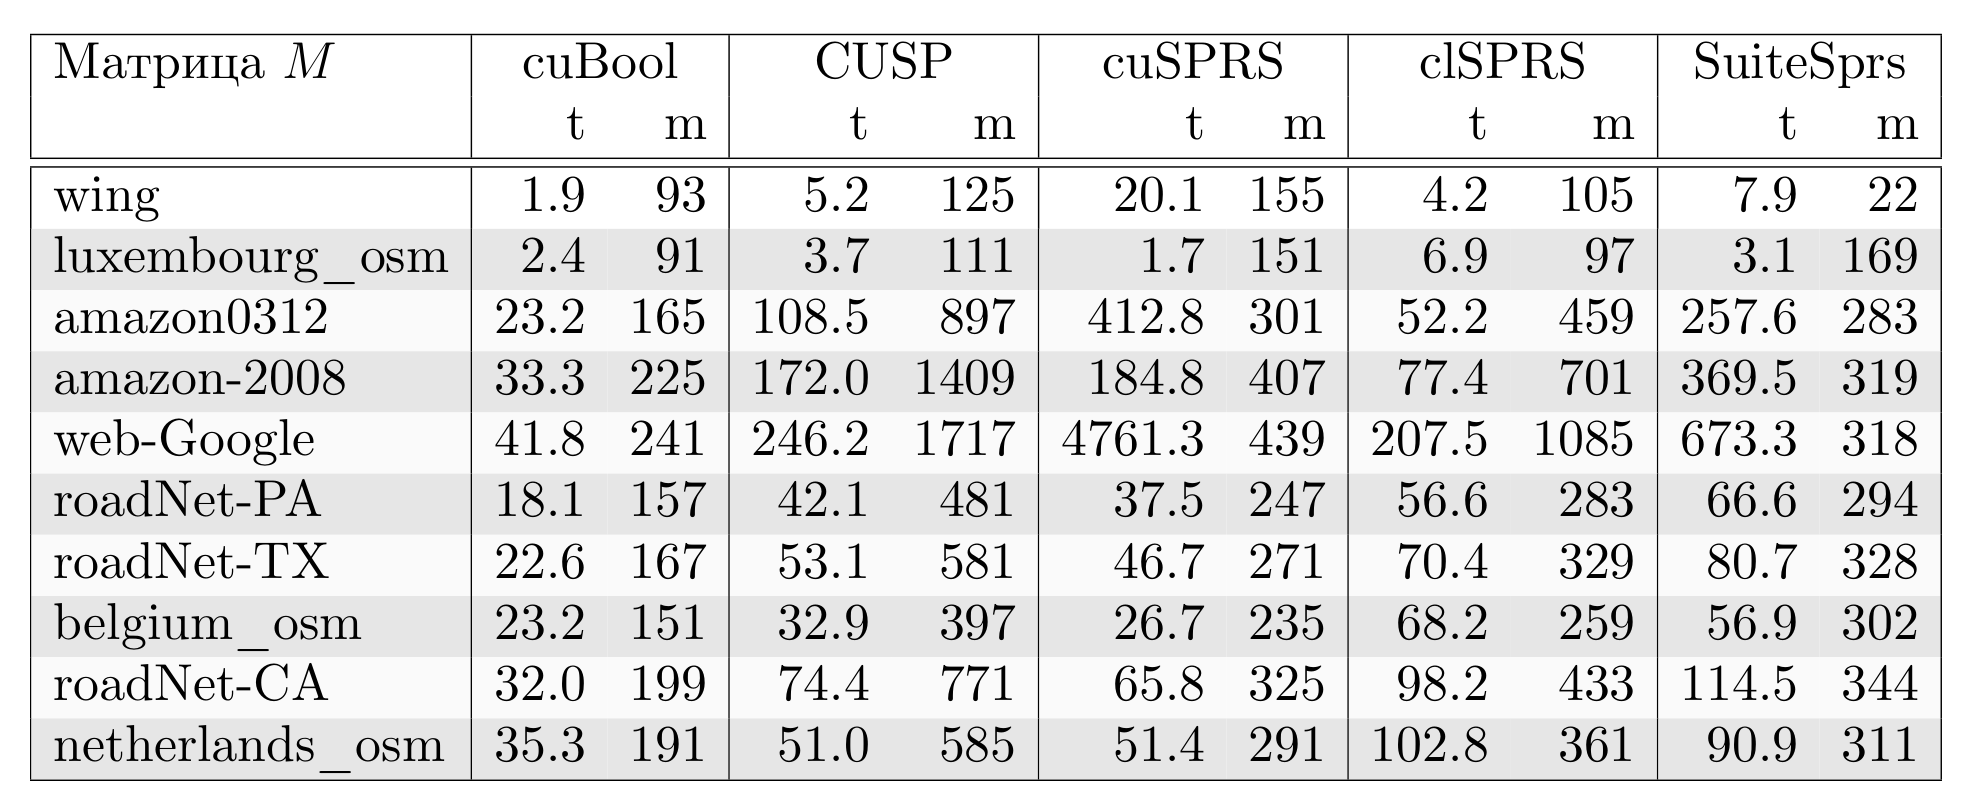 Матрица M cuBool CUSP cuSPRS clSPRS SuiteSprs
t m t m t m t m t m
wing 1.9 93 5.2 125 20.1 155 4.2 105 7.9 22
luxembourg_osm 2.4 91 3.7 111 1.7 151 6.9 97 3.1 169
amazon0312 23.2 165 108.5 897 412.8 301 52.2 459 257.6 283
amazon-2008 33.3 225 172.0 1409 184.8 407 77.4 701 369.5 319
web-Google 41.8 241 246.2 1717 4761.3 439 207.5 1085 673.3 318
roadNet-PA 18.1 157 42.1 481 37.5 247 56.6 283 66.6 294
roadNet-TX 22.6 167 53.1 581 46.7 271 70.4 329 80.7 328
belgium_osm 23.2 151 32.9 397 26.7 235 68.2 259 56.9 302
roadNet-CA 32.0 199 74.4 771 65.8 325 98.2 433 114.5 344
netherlands_osm 35.3 191 51.0 585 51.4 291 102.8 361 90.9 311